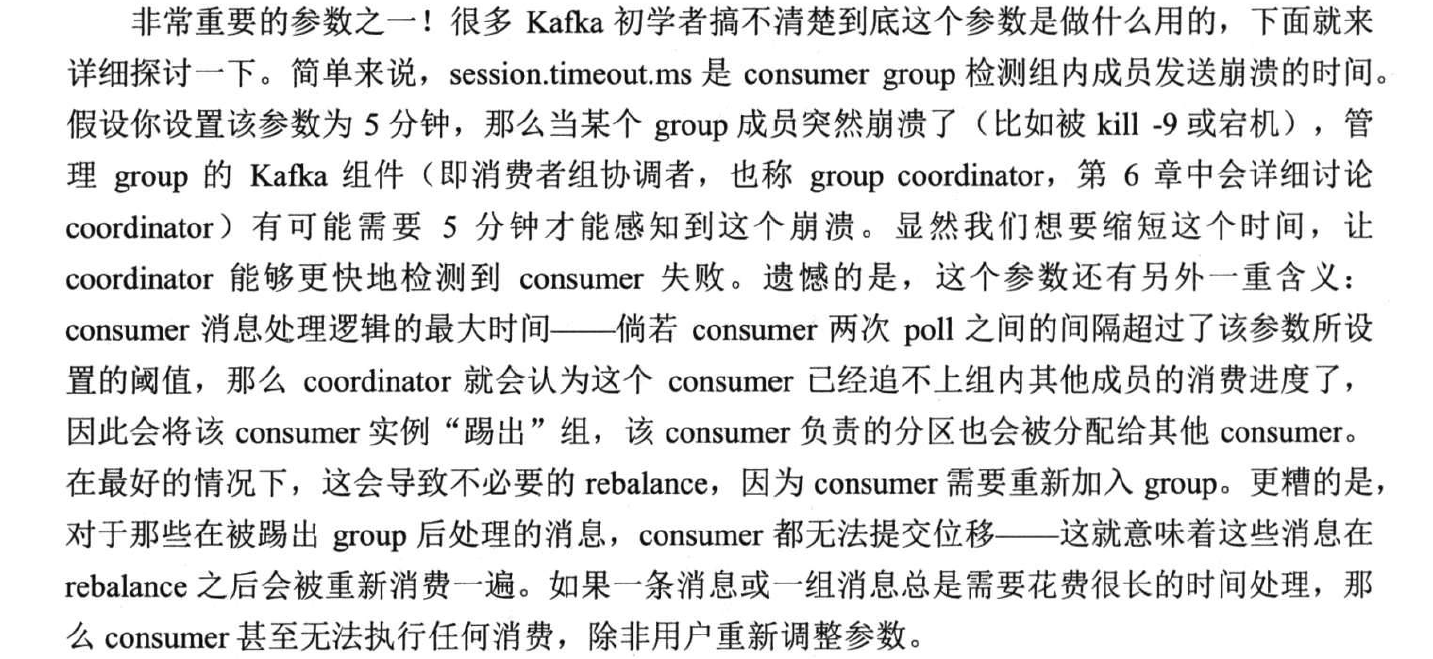 非常重要的参数之一！很多 Kafka 初学者搞不清楚到底这个参数是做什么用的，下面就来
详细探讨一下。简单来说，session.timeout.ms 是 consumer group 检测组内成员发送崩溃的时间。
假设你设置该参数为 5 分钟，那么当某个 group 成员突然崩溃了（比如被 kill -9 或宕机），管
理 group 的 Kafka 组件（即消费者组协调者，也称 group coordinator，第 6 章中会详细讨论
coordinator）有可能需要 5 分钟才能感知到这个崩溃。显然我们想要缩短这个时间，让
coordinator 能够更快地检测到 consumer 失败。遗憾的是，这个参数还有另外一重含义：
consumer 消息处理逻辑的最大时间——倘若 consumer 两次 poll 之间的间隔超过了该参数所设
置的阈值，那么 coordinator 就会认为这个 consumer 已经追不上组内其他成员的消费进度了，
因此会将该 consumer 实例“踢出”组，该 consumer 负责的分区也会被分配给其他 consumer。
在最好的情况下，这会导致不必要的 rebalance，因为 consumer 需要重新加入 group。更糟的是，
对于那些在被踢出 group 后处理的消息，consumer 都无法提交位移——这就意味着这些消息在
rebalance 之后会被重新消费一遍。如果一条消息或一组消息总是需要花费很长的时间处理，那
么 consumer 甚至无法执行任何消费，除非用户重新调整参数。